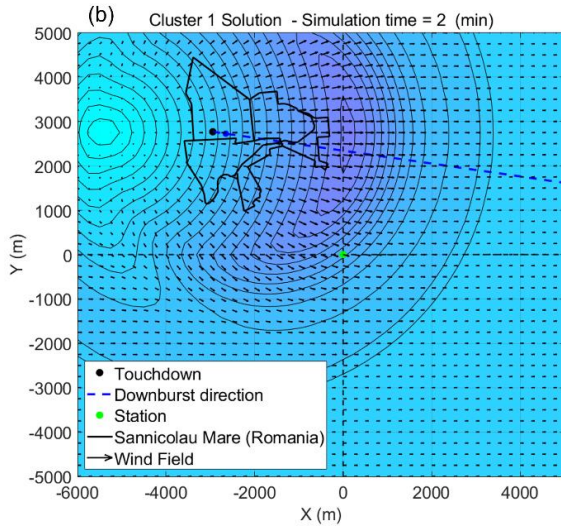 (b)
Cluster 1 Solution - Simulation time = 2 (min)
5000
4000
3000
2000
1000
0
-1000
-2000
-3000
-4000
-5000
Y (m)
Touchdown
Downburst direction
Station
Sannicolau Mare (Romania)
Wind Field
-6000 -4000 -2000 0 2000 4000
X (m)